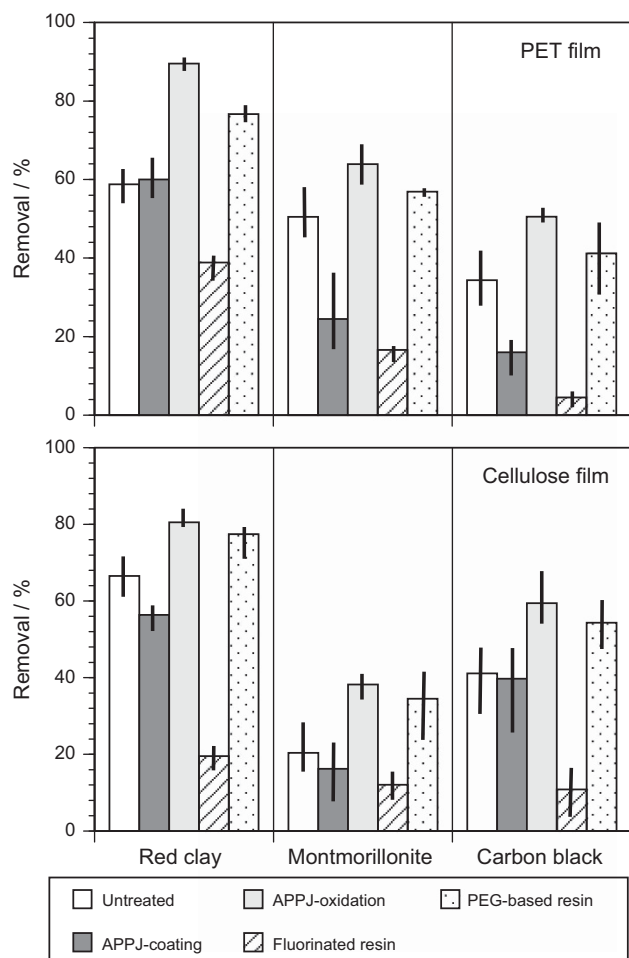 100
80
60
40
20
0
Removal / %
PET film
100
80
60
40
20
0
Removal / %
Cellulose film
Red clay Montmorillonite Carbon black
Untreated APPJ-oxidation PEG-based resin
APPJ-coating Fluorinated resin